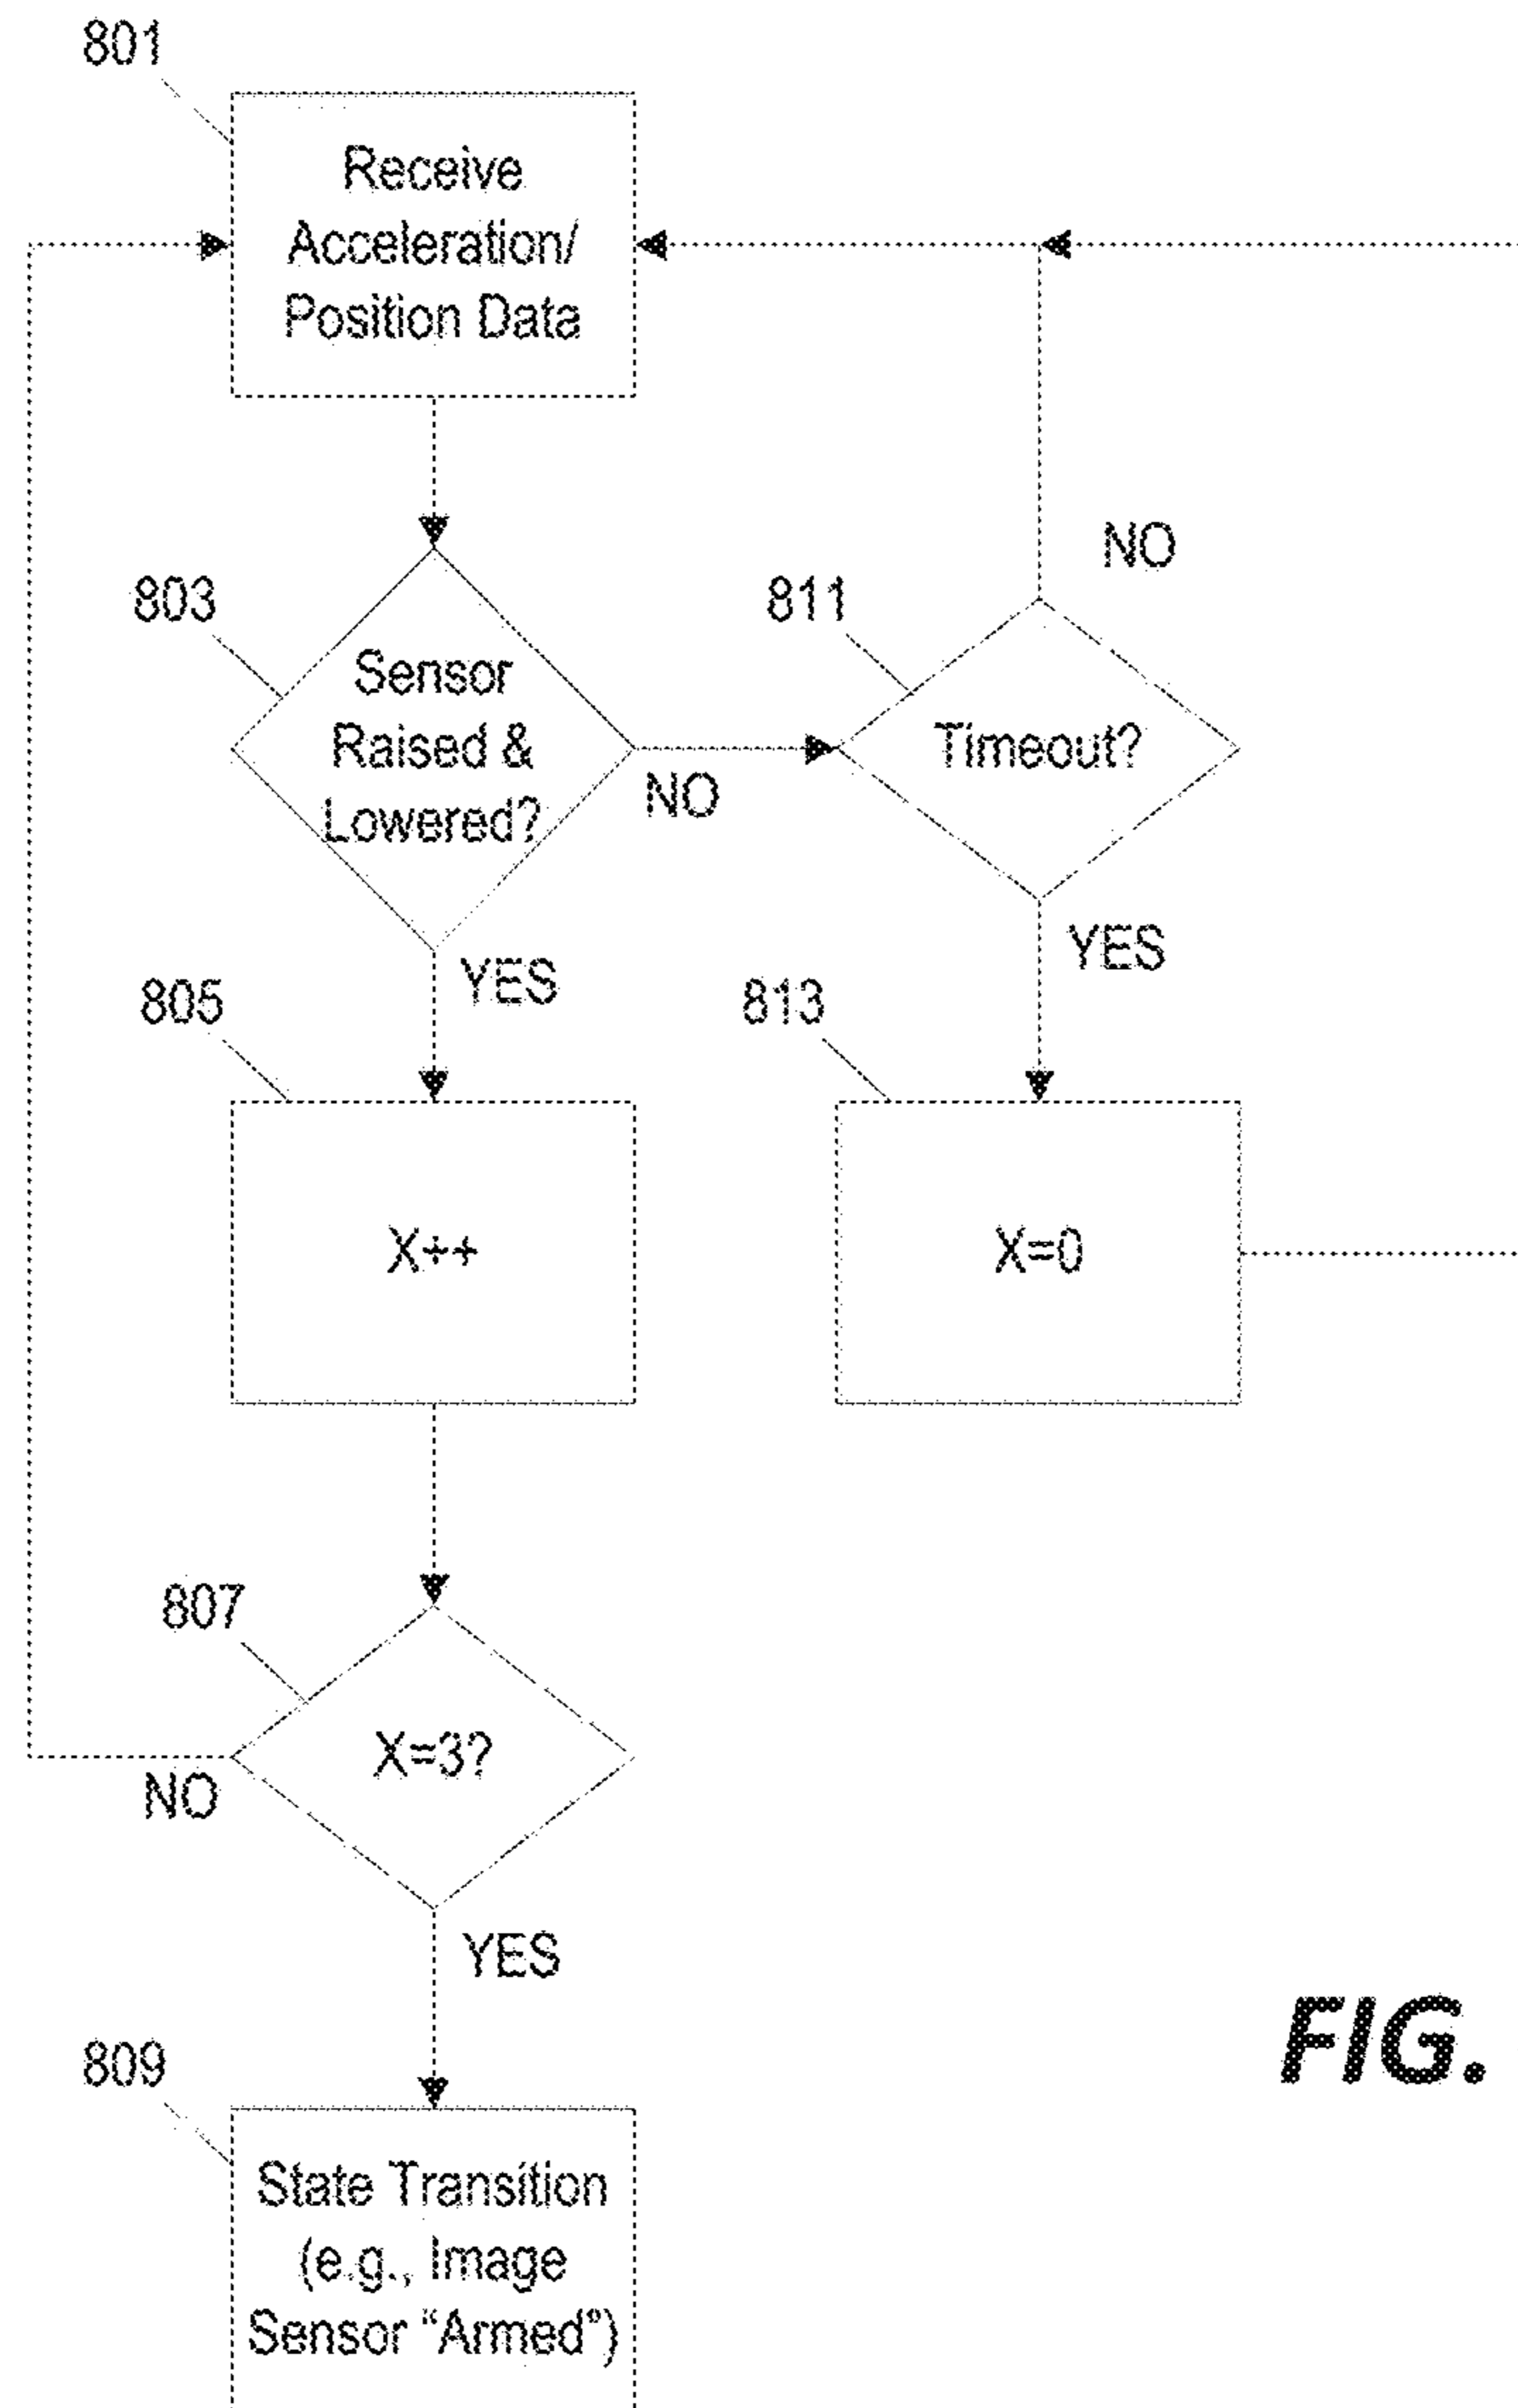 801
Receive
Acceleration/
Position Data
803
Sensor
Raised &
Lowered?
NO
YES
811
Timeout?
NO
YES
805
X++
813
X=0
807
X=3?
NO
YES
809
State Transition
(e.g., Image
Sensor “Armed”)
FIG.